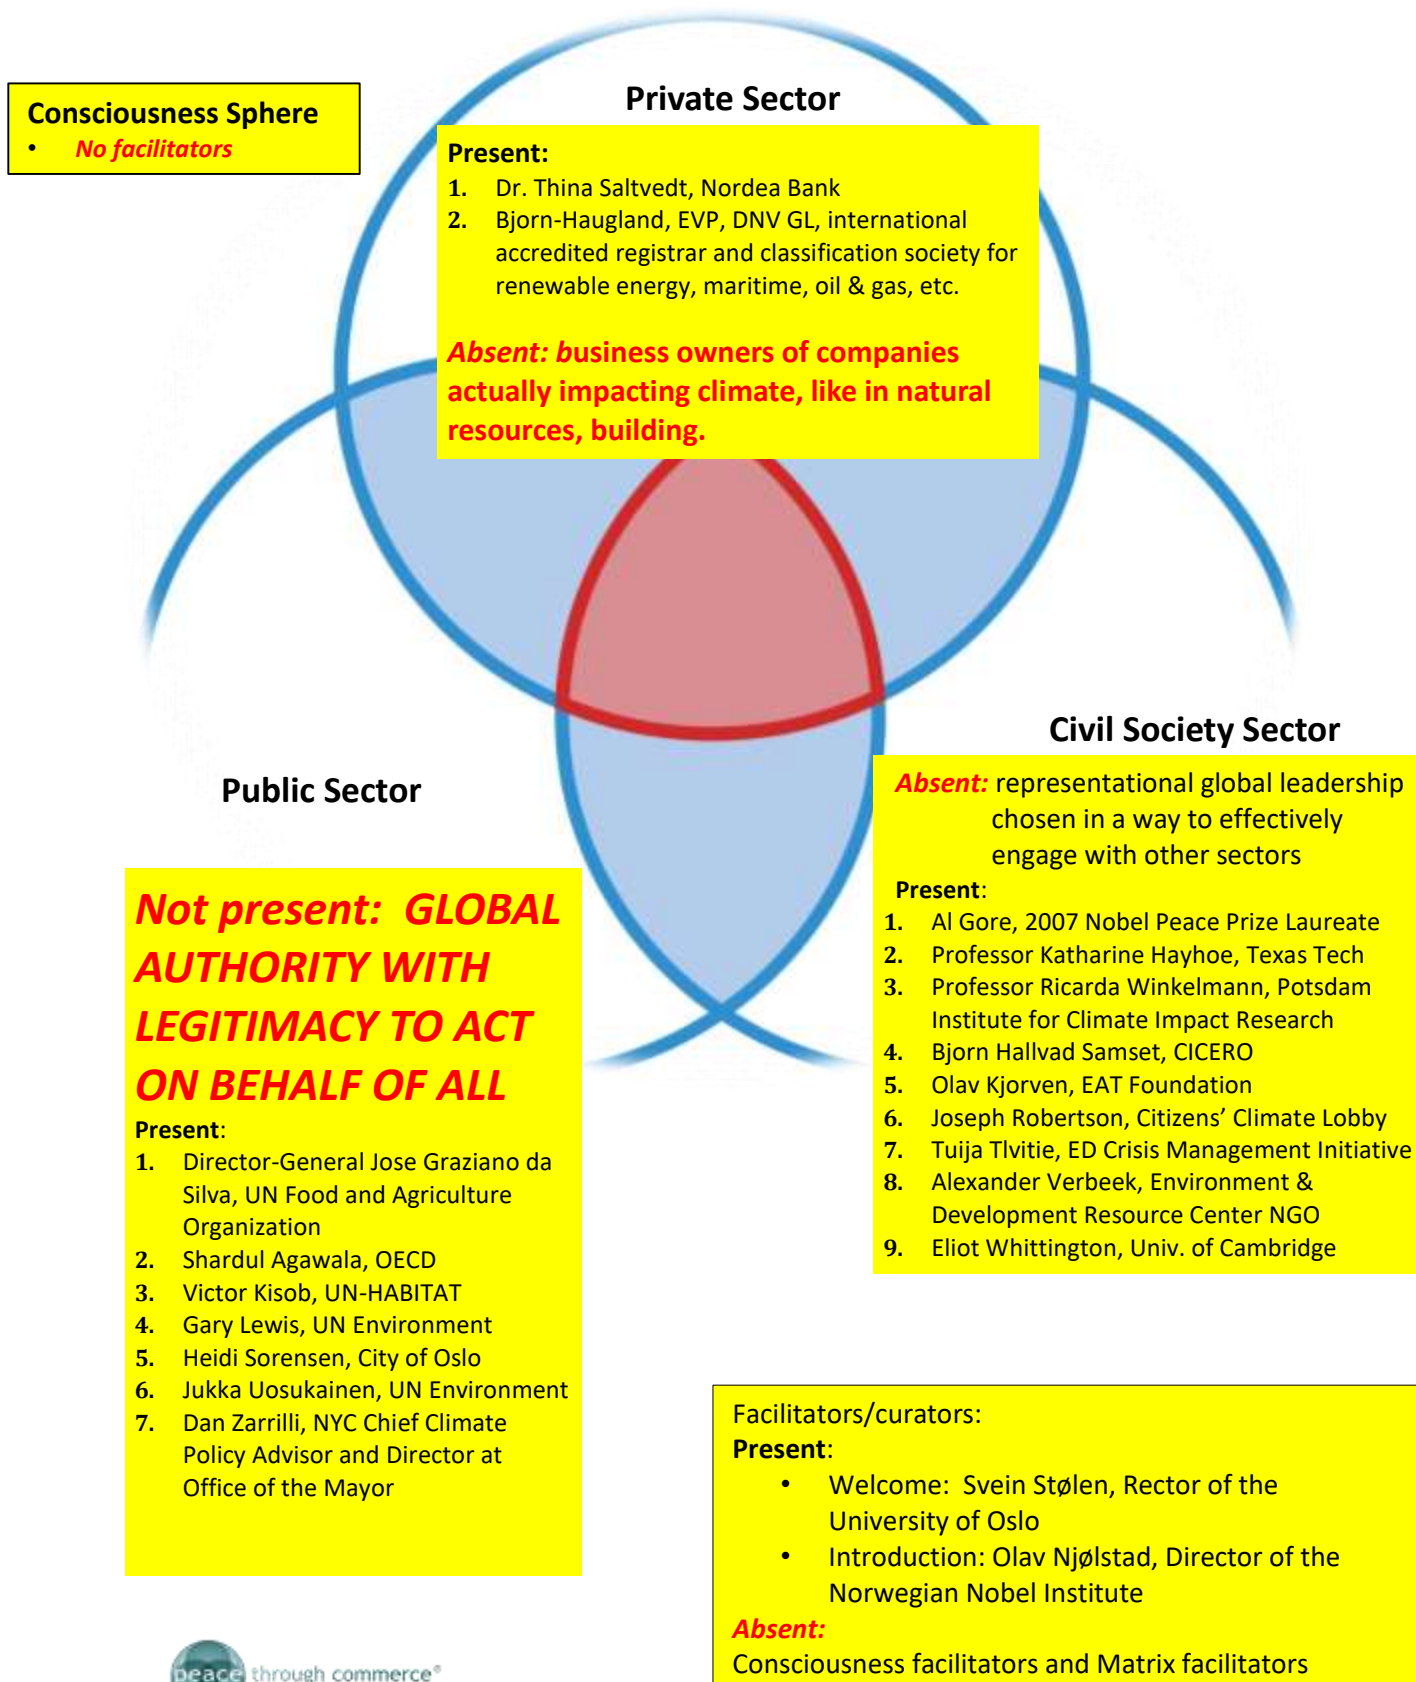 Private Sector
Consciousness Sphere
• No facilitators
Present:
1. Dr. Thina Saltvedt, Nordea Bank
2. Bjorn-Haugland, EVP, DNV GL, international
accredited registrar and classification society for
renewable energy, maritime, oil & gas, etc.
Absent: business owners of companies
actually impacting climate, like in natural
resources, building.
Civil Society Sector
Absent: representational global leadership
chosen in a way to effectively
engage with other sectors
Present:
1. Al Gore, 2007 Nobel Peace Prize Laureate
2. Professor Katharine Hayhoe, Texas Tech
3. Professor Ricarda Winkelmann, Potsdam
Institute for Climate Impact Research
4. Bjorn Hallvad Samset, CICERO
5. Olav Kjorven, EAT Foundation
6. Joseph Robertson, Citizens’ Climate Lobby
7. Tuija Tlvitie, ED Crisis Management Initiative
8. Alexander Verbeek, Environment &
Development Resource Center NGO
9. Eliot Whittington, Univ. of Cambridge
Public Sector
Not present: GLOBAL
AUTHORITY WITH
LEGITIMACY TO ACT
ON BEHALF OF ALL
Present:
1. Director-General Jose Graziano da
Silva, UN Food and Agriculture
Organization
2. Shardul Agawala, OECD
3. Victor Kisob, UN-HABITAT
4. Gary Lewis, UN Environment
5. Heidi Sorensen, City of Oslo
6. Jukka Uosukainen, UN Environment
7. Dan Zarrilli, NYC Chief Climate
Policy Advisor and Director at
Office of the Mayor
Facilitators/curators:
Present:
• Welcome: Svein Stølen, Rector of the
University of Oslo
• Introduction: Olav Njølstad, Director of the
Norwegian Nobel Institute
Absent:
Consciousness facilitators and Matrix facilitators
peace through commerce®